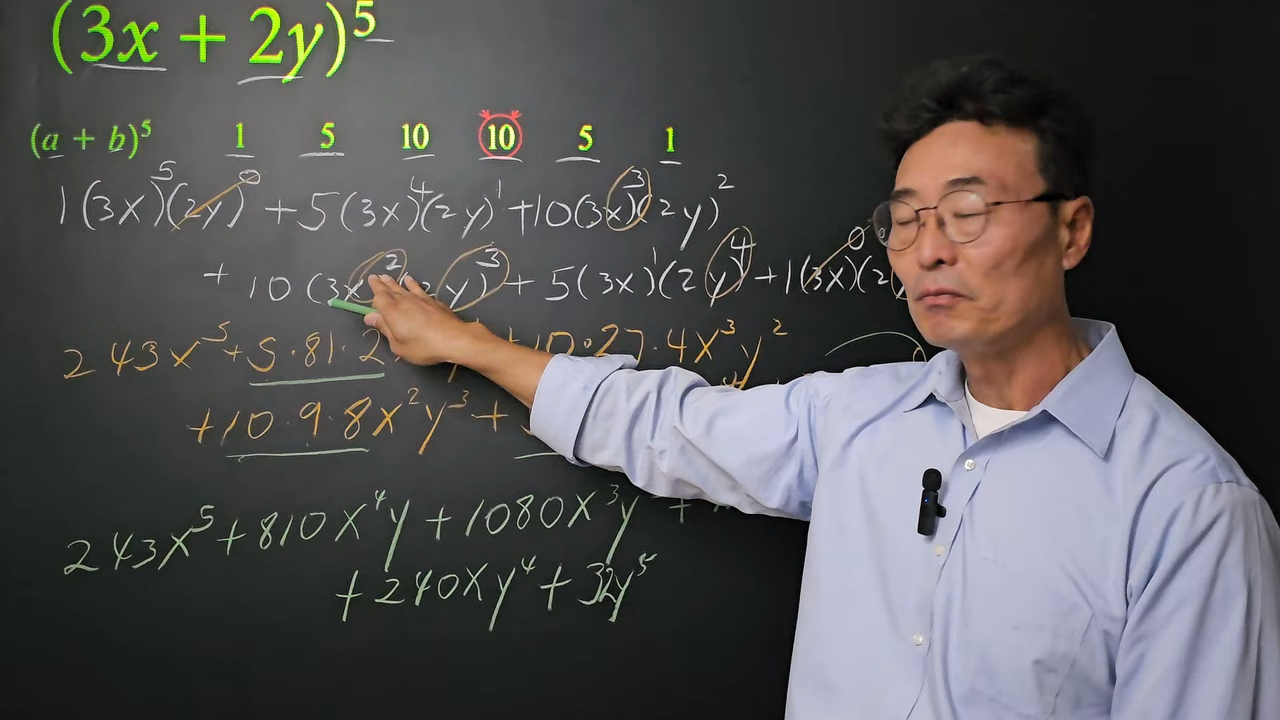 (3x + 2y)⁵
(a + b)⁵ 1 5 10 10 5 1
1(3x)⁵(2y)⁰ + 5(3x)⁴(2y)¹ + 10(3x)³(2y)²
+ 10(3x)²(2y)³ + 5(3x)¹(2y)⁴ + 1(3x)⁰(2y
243x⁵ + 5·81·2 + 10·27·4x³y²
+ 10·9·8x²y³ +
243x⁵ + 810x⁴y + 1080x³y +
+ 240xy⁴ + 32y⁵